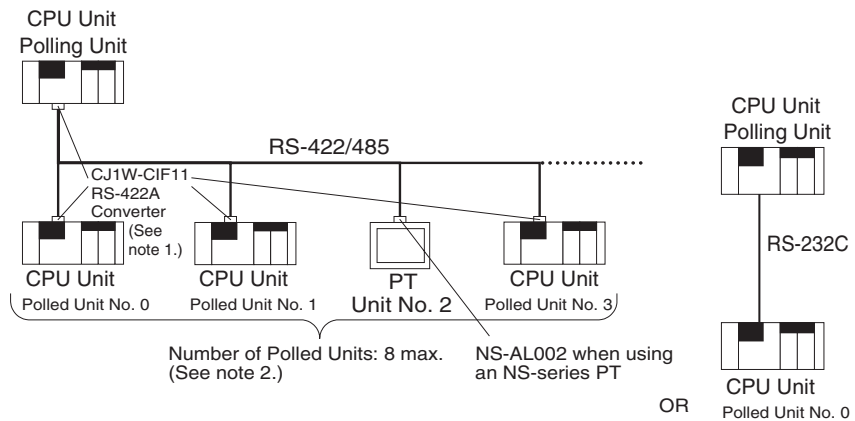 CPU Unit
Polling Unit
RS-422/485
CJ1W-CIF11
RS-422A
Converter
(See
note 1.)
CPU Unit
Polled Unit No. 0
CPU Unit
Polled Unit No. 1
PT
Unit No. 2
CPU Unit
Polled Unit No. 3
Number of Polled Units: 8 max.
(See note 2.)
NS-AL002 when using
an NS-series PT
OR
CPU Unit
Polling Unit
RS-232C
CPU Unit
Polled Unit No. 0